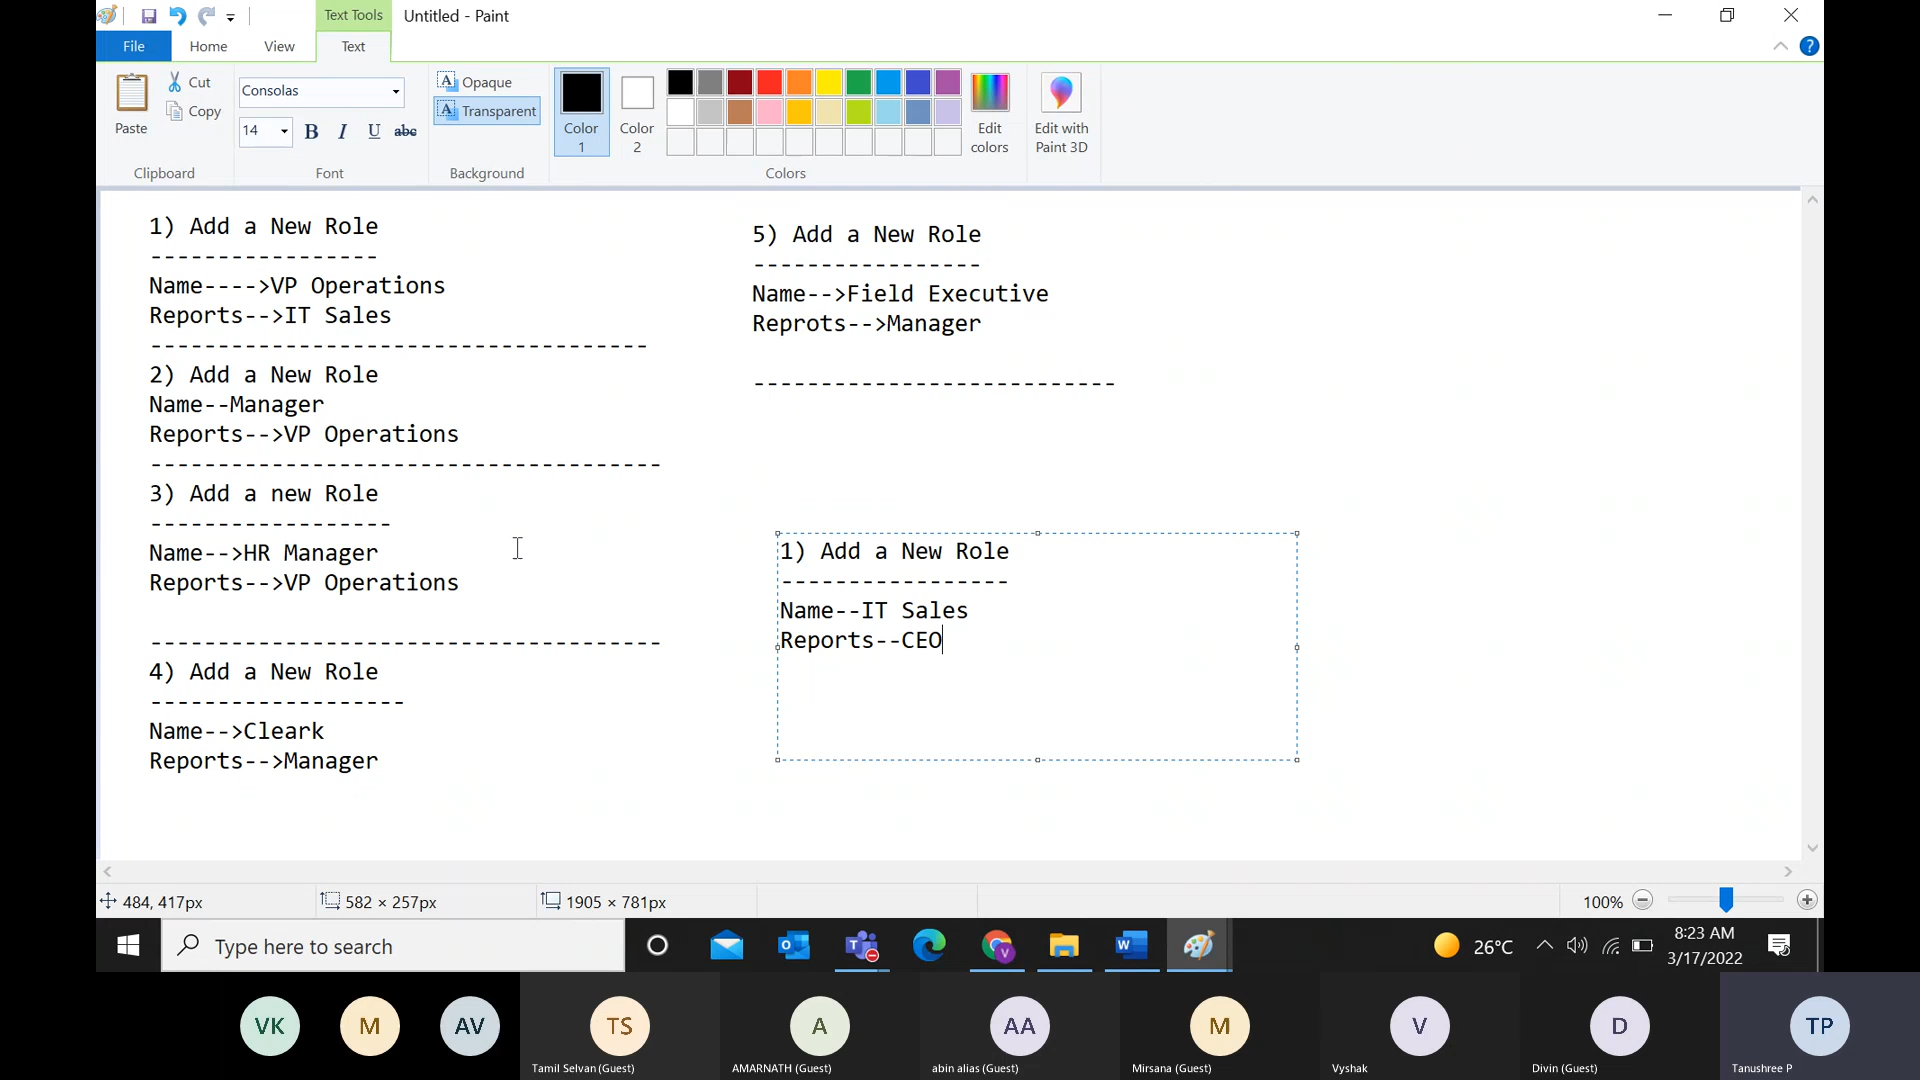 Text Tools
Untitled - Paint
File
Home
View
Text
Paste
Cut
Copy
Clipboard
Consolas
14
B I U abc
Font
Opaque
Transparent
Background
Color 1
Color 2
Colors
Edit colors
Edit with Paint 3D
1) Add a New Role
-----------------
Name---->VP Operations
Reports-->IT Sales
-------------------------------------
2) Add a New Role
Name--Manager
Reports-->VP Operations
--------------------------------------
3) Add a new Role
------------------
Name-->HR Manager
Reports-->VP Operations
--------------------------------------
4) Add a New Role
-------------------
Name-->Cleark
Reports-->Manager
5) Add a New Role
-----------------
Name-->Field Executive
Reprots-->Manager
---------------------------
1) Add a New Role
-----------------
Name--IT Sales
Reports--CEO
484, 417px
582 × 257px
1905 × 781px
100%
Type here to search
26°C
8:23 AM
3/17/2022
VK
M
AV
TS
A
AA
M
V
D
TP
Tamil Selvan (Guest)
AMARNATH (Guest)
abin alias (Guest)
Mirsana (Guest)
Vyshak
Divin (Guest)
Tanushree P